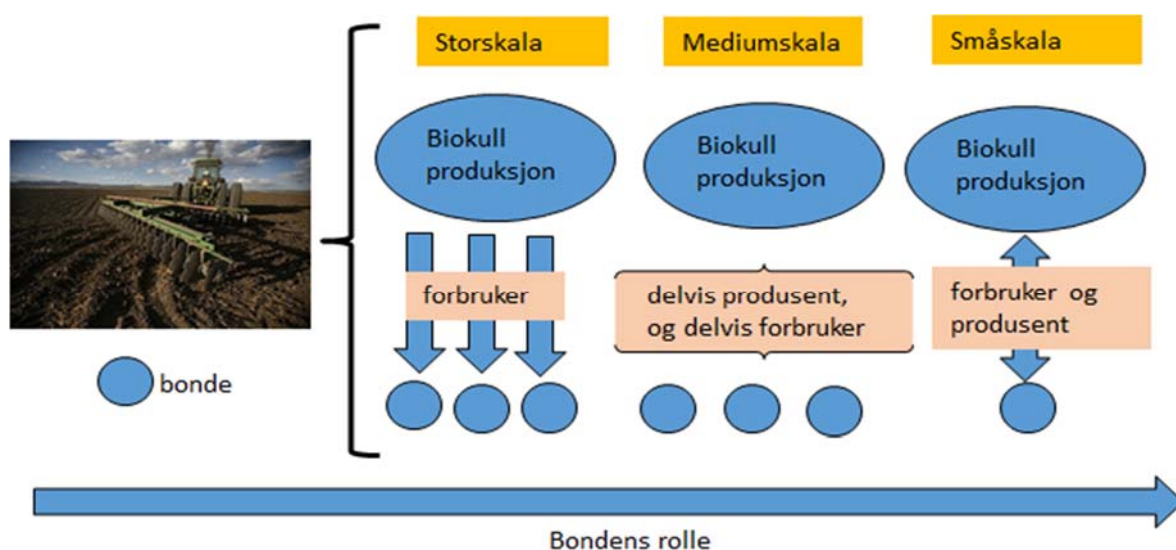 Storskala
Mediumskala
Småskala
Biokull
produksjon
Biokull
produksjon
Biokull
produksjon
forbruker
delvis produsent,
og delvis forbruker
forbruker og
produsent
bonde
Bondens rolle